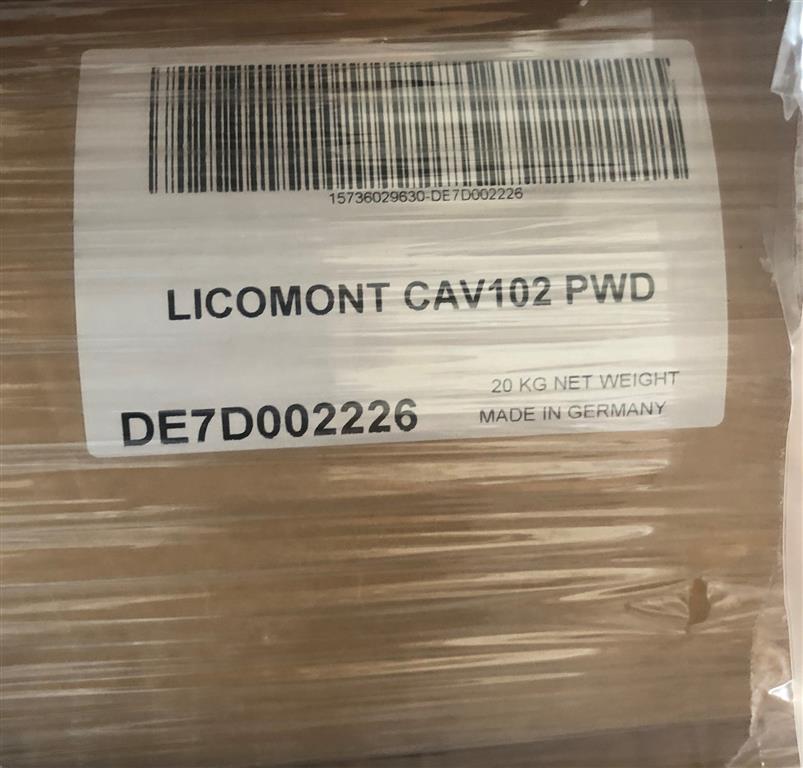 15736029630-DE7D002226
LICOMONT CAV102 PWD
20 KG NET WEIGHT
DE7D002226
MADE IN GERMANY